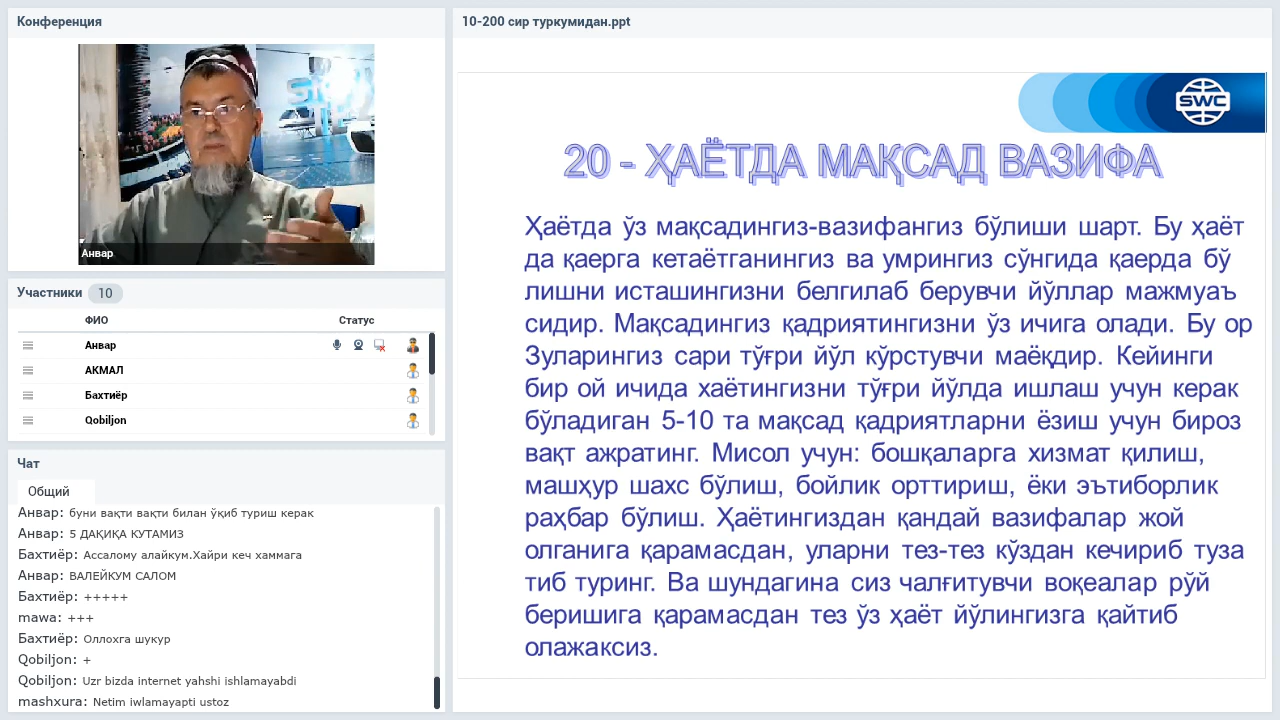 Конференция
Анвар
Участники 10
ФИО Статус
Анвар
АКМАЛ
Бахтиёр
Qobiljon
Чат
Общий
Анвар: буни вақти вақти билан ўқиб туриш керак
Анвар: 5 ДАҚИҚА КУТАМИЗ
Бахтиёр: Ассалому алайкум.Хайри кеч хаммага
Анвар: ВАЛЕЙКУМ САЛОМ
Бахтиёр: +++++
mawa: +++
Бахтиёр: Оллохга шукур
Qobiljon: +
Qobiljon: Uzr bizda internet yahshi ishlamayabdi
mashxura: Netim iwlamayapti ustoz
10-200 сир туркумидан.ppt
SWC
20 - ҲАЁТДА МАҚСАД ВАЗИФА
Ҳаётда ўз мақсадингиз-вазифангиз бўлиши шарт. Бу ҳаёт
да қаерга кетаётганингиз ва умрингиз сўнгида қаерда бў
лишни исташингизни белгилаб берувчи йўллар мажмуаъ
сидир. Мақсадингиз қадриятингизни ўз ичига олади. Бу ор
Зуларингиз сари тўғри йўл кўрстувчи маёқдир. Кейинги
бир ой ичида хаётингизни тўғри йўлда ишлаш учун керак
бўладиган 5-10 та мақсад қадриятларни ёзиш учун бироз
вақт ажратинг. Мисол учун: бошқаларга хизмат қилиш,
машҳур шахс бўлиш, бойлик орттириш, ёки эътиборлик
раҳбар бўлиш. Ҳаётингиздан қандай вазифалар жой
олганига қарамасдан, уларни тез-тез кўздан кечириб туза
тиб туринг. Ва шундагина сиз чалғитувчи воқеалар рўй
беришига қарамасдан тез ўз ҳаёт йўлингизга қайтиб
олажаксиз.